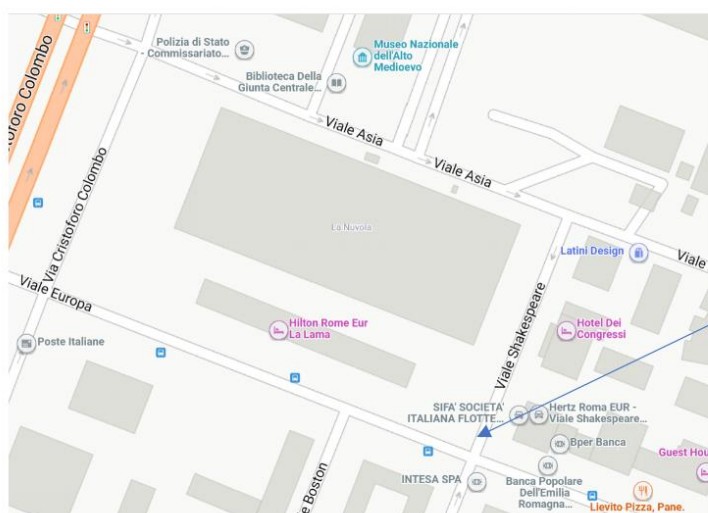 Polizia di Stato
- Commissariato...
Museo Nazionale
dell'Alto
Medioevo
Biblioteca Della
Giunta Centrale...
Viale Asia
Viale Asia
Viale
Colombo
Via Cristoforo Colombo
La Nuvola
Latini Design
Viale Europa
Hilton Rome Eur
La Lama
Hotel Dei
Congressi
Viale Shakespeare
Poste Italiane
SIFA' SOCIETA'
ITALIANA FLOTTE...
Hertz Roma EUR -
Viale Shakespeare...
Bper Banca
Guest Hou
INTESA SPA
Banca Popolare
Dell'Emilia
Romagna...
Lievito Pizza, Pane.
Boston